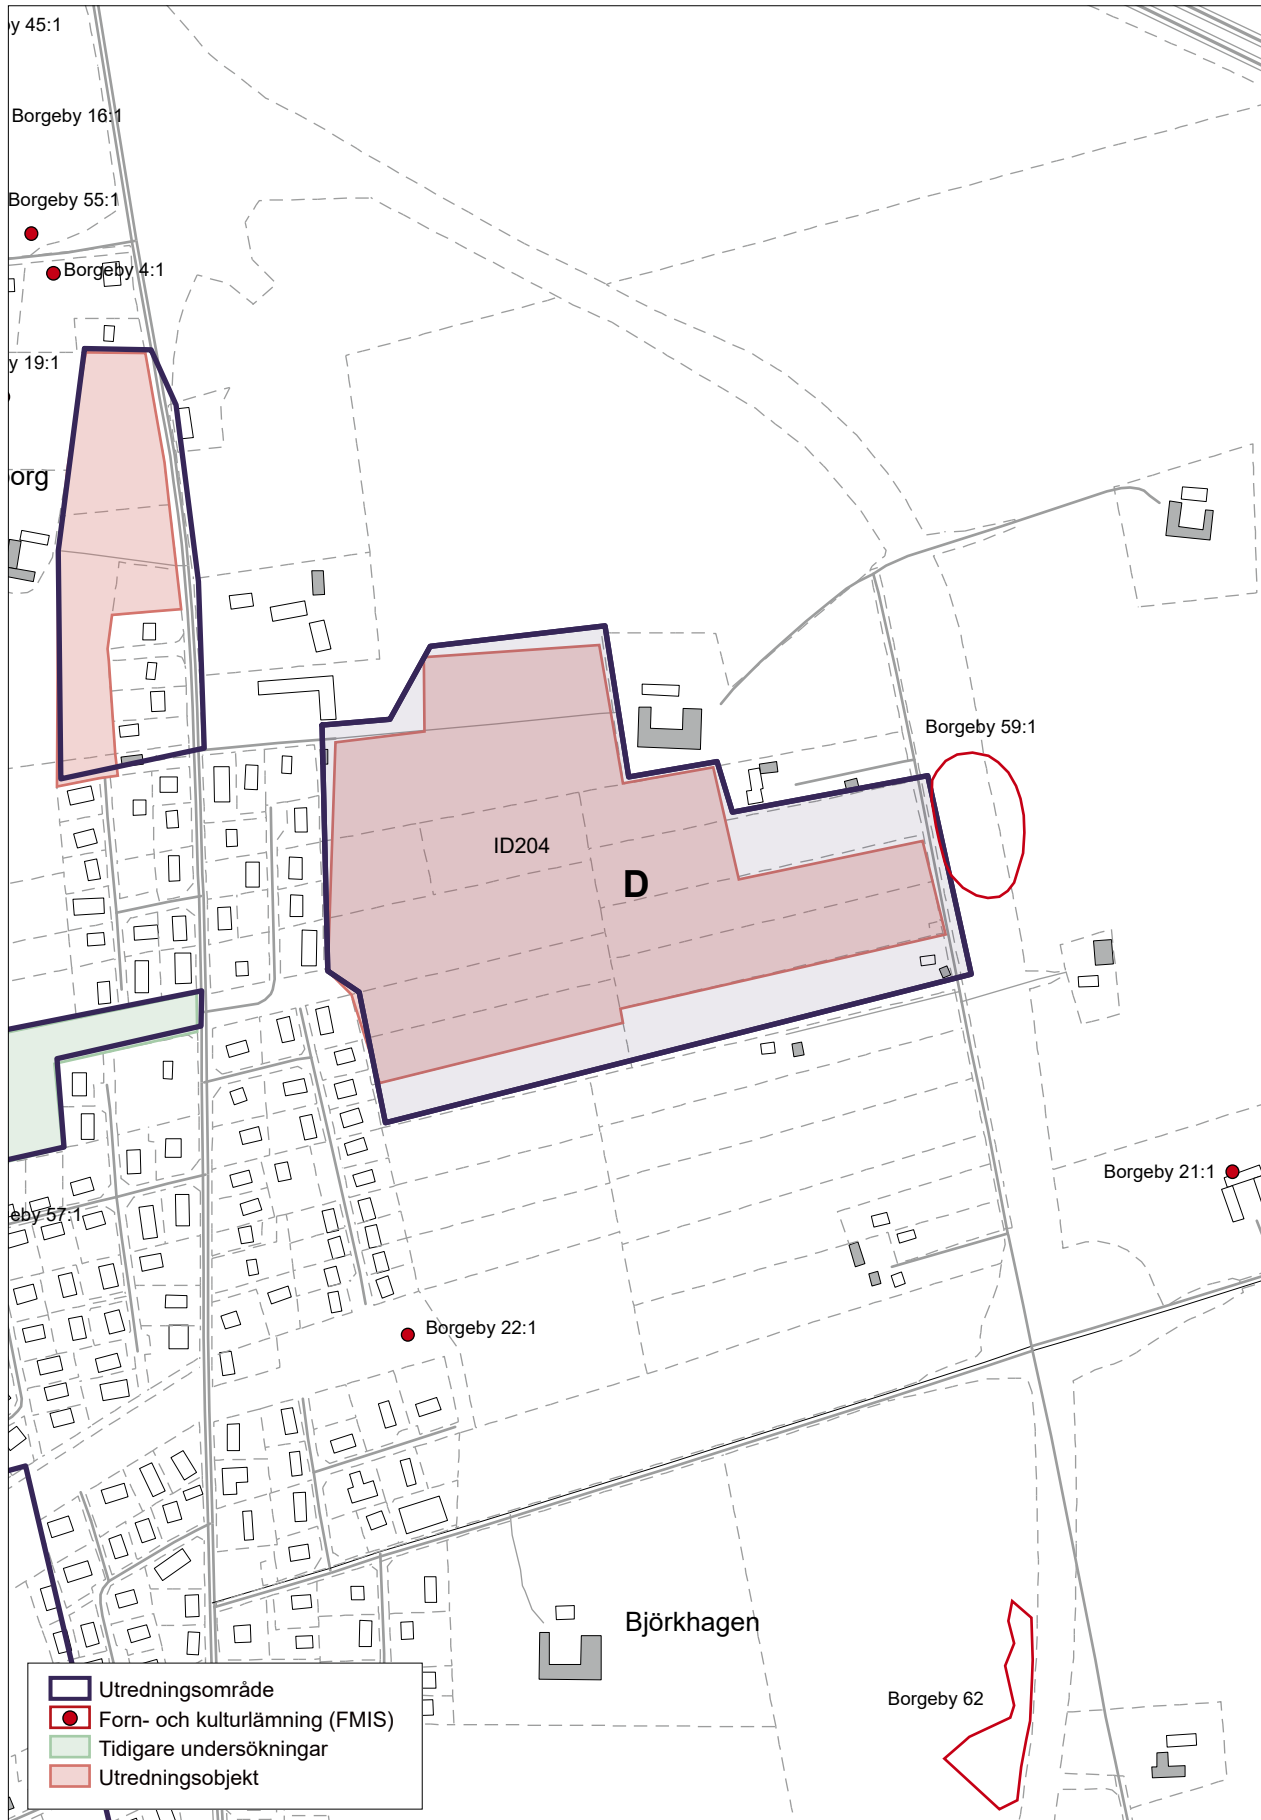 y 45:1
Borgeby 16:1
Borgeby 55:1
Borgeby 4:1
y 19:1
org
Borgeby 59:1
ID204
D
Borgeby 21:1
eby 57:1
Borgeby 22:1
Björkhagen
Borgeby 62
Utredningsområde
Forn- och kulturlämning (FMIS)
Tidigare undersökningar
Utredningsobjekt